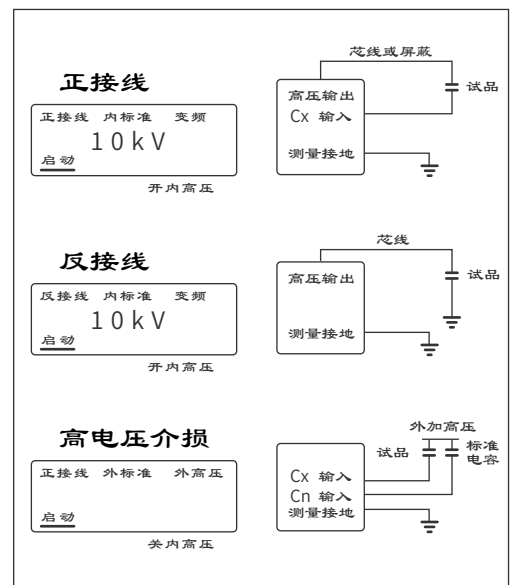 正接线
正接线 内标准 变频
10kV
启动
开内高压
芯线或屏蔽
高压输出
Cx 输入
测量接地
试品
反接线
反接线 内标准 变频
10kV
启动
开内高压
芯线
高压输出
测量接地
试品
高电压介损
正接线 外标准 外高压
启动
关内高压
外加高压
试品
标准
电容
Cx 输入
Cn 输入
测量接地